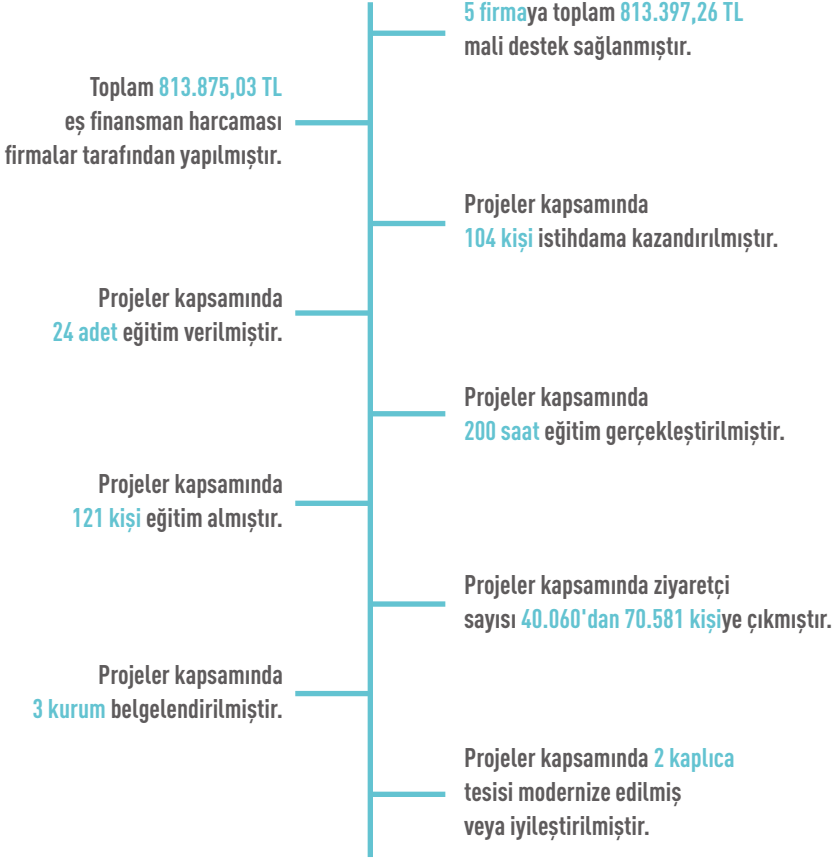 5 firmaya toplam 813.397,26 TL
mali destek sağlanmıştır.
Toplam 813.875,03 TL
eş finansman harcaması
firmalar tarafından yapılmıştır.
Projeler kapsamında
104 kişi istihdama kazandırılmıştır.
Projeler kapsamında
24 adet eğitim verilmiştir.
Projeler kapsamında
200 saat eğitim gerçekleştirilmiştir.
Projeler kapsamında
121 kişi eğitim almıştır.
Projeler kapsamında ziyaretçi
sayısı 40.060'dan 70.581 kişiye çıkmıştır.
Projeler kapsamında
3 kurum belgelendirilmiştir.
Projeler kapsamında 2 kaplıca
tesisi modernize edilmiş
veya iyileştirilmiştir.